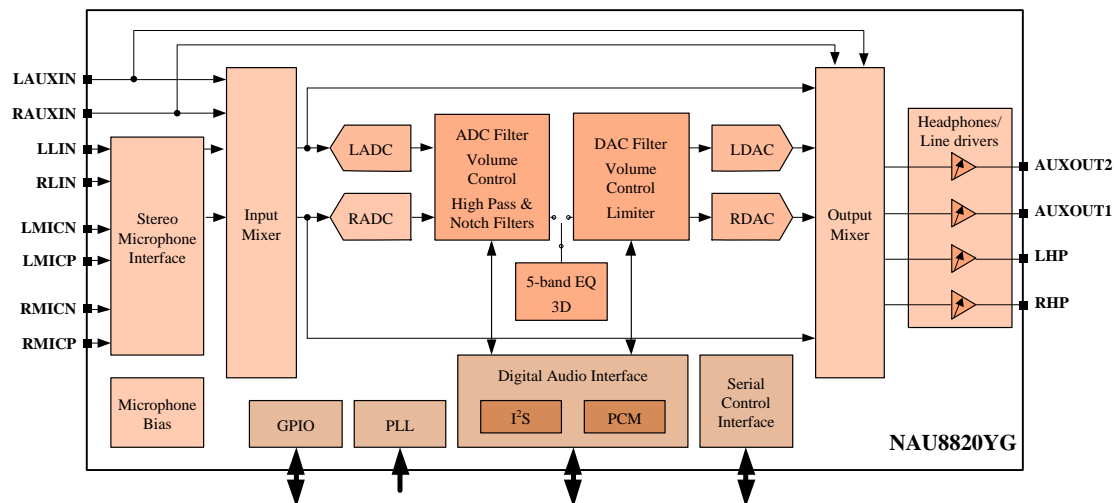 LAUXIN
RAUXIN
LLIN
RLIN
LMICN
LMICP
RMICN
RMICP
Stereo
Microphone
Interface
Microphone
Bias
Input
Mixer
LADC
RADC
ADC Filter
Volume
Control
High Pass &
Notch Filters
DAC Filter
Volume
Control
Limiter
5-band EQ
3D
LDAC
RDAC
Output
Mixer
Headphones/
Line drivers
AUXOUT2
AUXOUT1
LHP
RHP
GPIO
PLL
Digital Audio Interface
I²S
PCM
Serial
Control
Interface
NAU8820YG